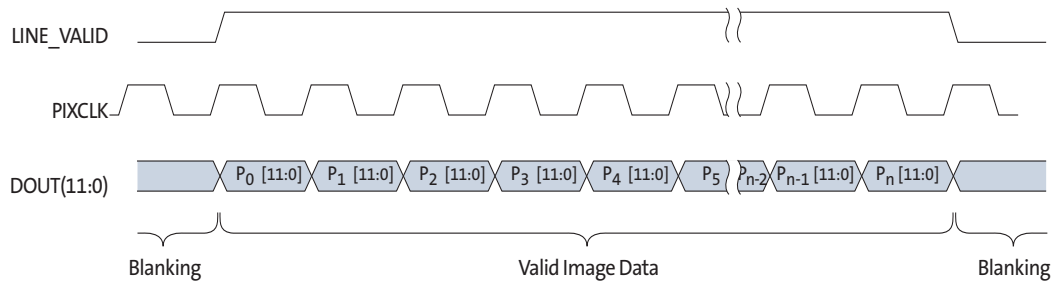 LINE_VALID
PIXCLK
DOUT(11:0)
P0 [11:0] P1 [11:0] P2 [11:0] P3 [11:0] P4 [11:0] P5 Pn-2 Pn-1 [11:0] Pn [11:0]
Blanking Valid Image Data Blanking